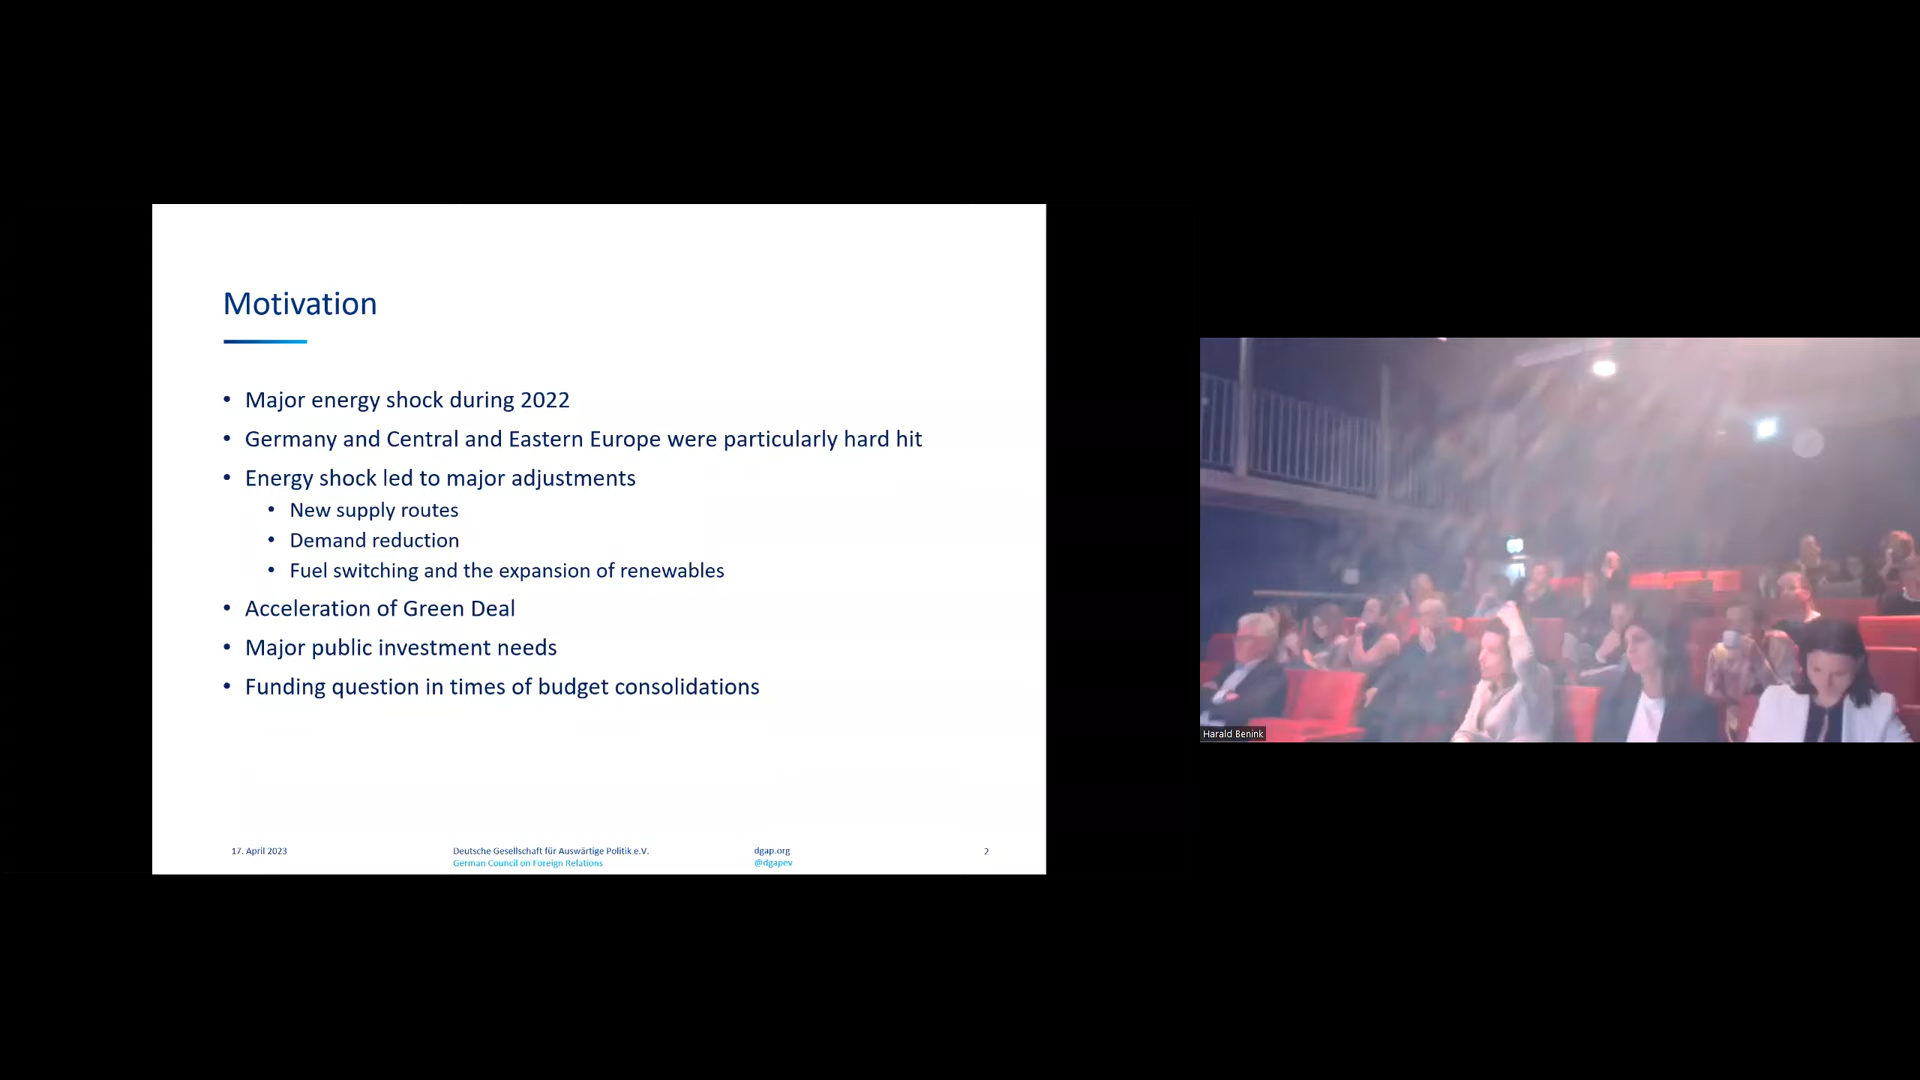 Motivation
• Major energy shock during 2022
• Germany and Central and Eastern Europe were particularly hard hit
• Energy shock led to major adjustments
• New supply routes
• Demand reduction
• Fuel switching and the expansion of renewables
• Acceleration of Green Deal
• Major public investment needs
• Funding question in times of budget consolidations
17. April 2023
Deutsche Gesellschaft für Auswärtige Politik e.V.
German Council on Foreign Relations
dgap.org
@dgapev
2
Harald Benink